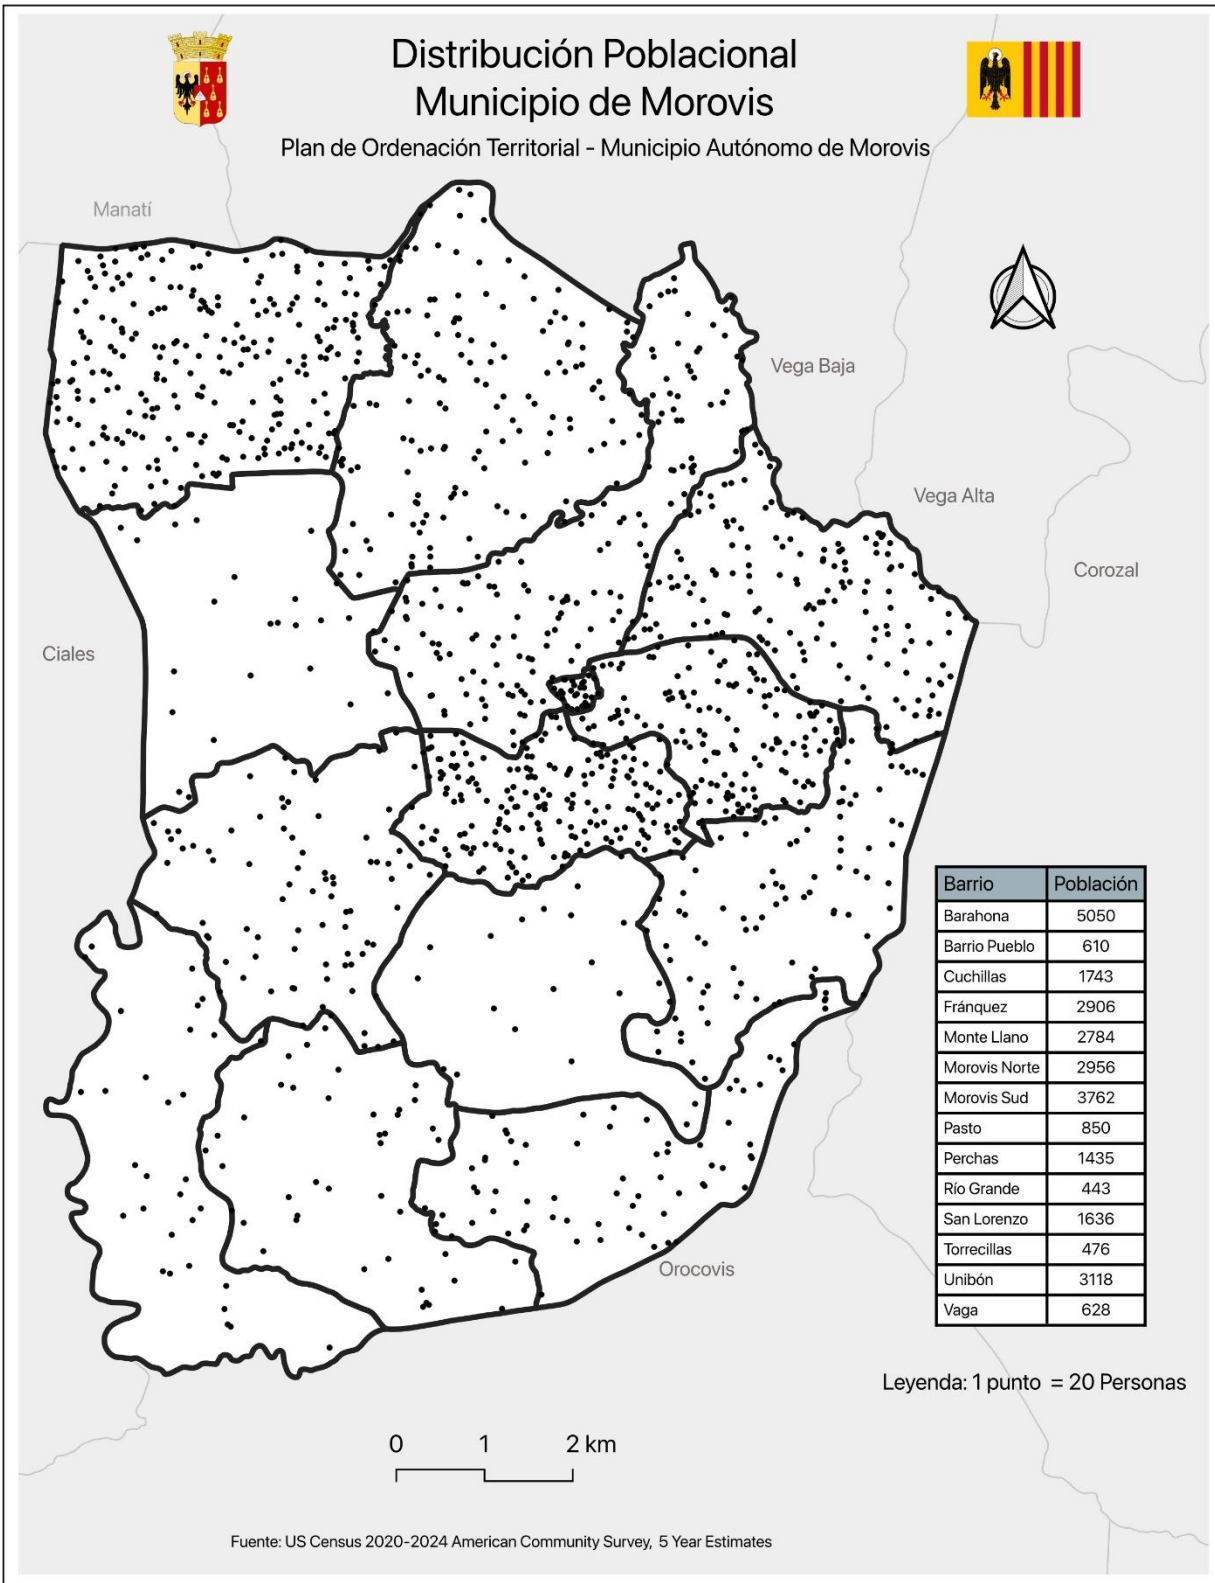 Distribución Poblacional
Municipio de Morovis
Plan de Ordenación Territorial - Municipio Autónomo de Morovis
Manatí
Vega Baja
Vega Alta
Corozal
Ciales
Barrio Población
Barahona 5050
Barrio Pueblo 610
Cuchillas 1743
Fránquez 2906
Monte Llano 2784
Morovis Norte 2956
Morovis Sud 3762
Pasto 850
Perchas 1435
Río Grande 443
San Lorenzo 1636
Torrecillas 476
Unibón 3118
Vaga 628
Orocovis
Leyenda: 1 punto = 20 Personas
0 1 2 km
Fuente: US Census 2020-2024 American Community Survey, 5 Year Estimates